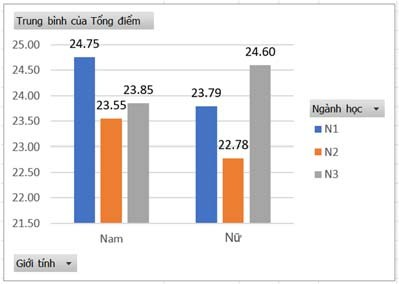 Trung bình của Tổng điểm
25.00
24.50
24.00
23.50
23.00
22.50
22.00
21.50
24.75
23.55
23.85
23.79
22.78
24.60
Nam
Nữ
Ngành học
N1
N2
N3
Giới tính